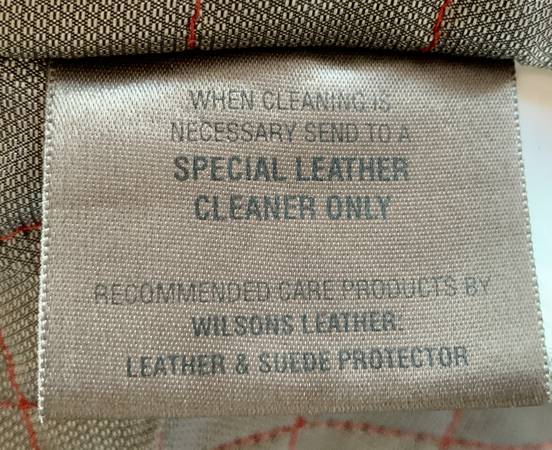 WHEN CLEANING IS
NECESSARY SEND TO A
SPECIAL LEATHER
CLEANER ONLY
RECOMMENDED CARE PRODUCTS BY
WILSONS LEATHER.
LEATHER & SUEDE PROTECTOR